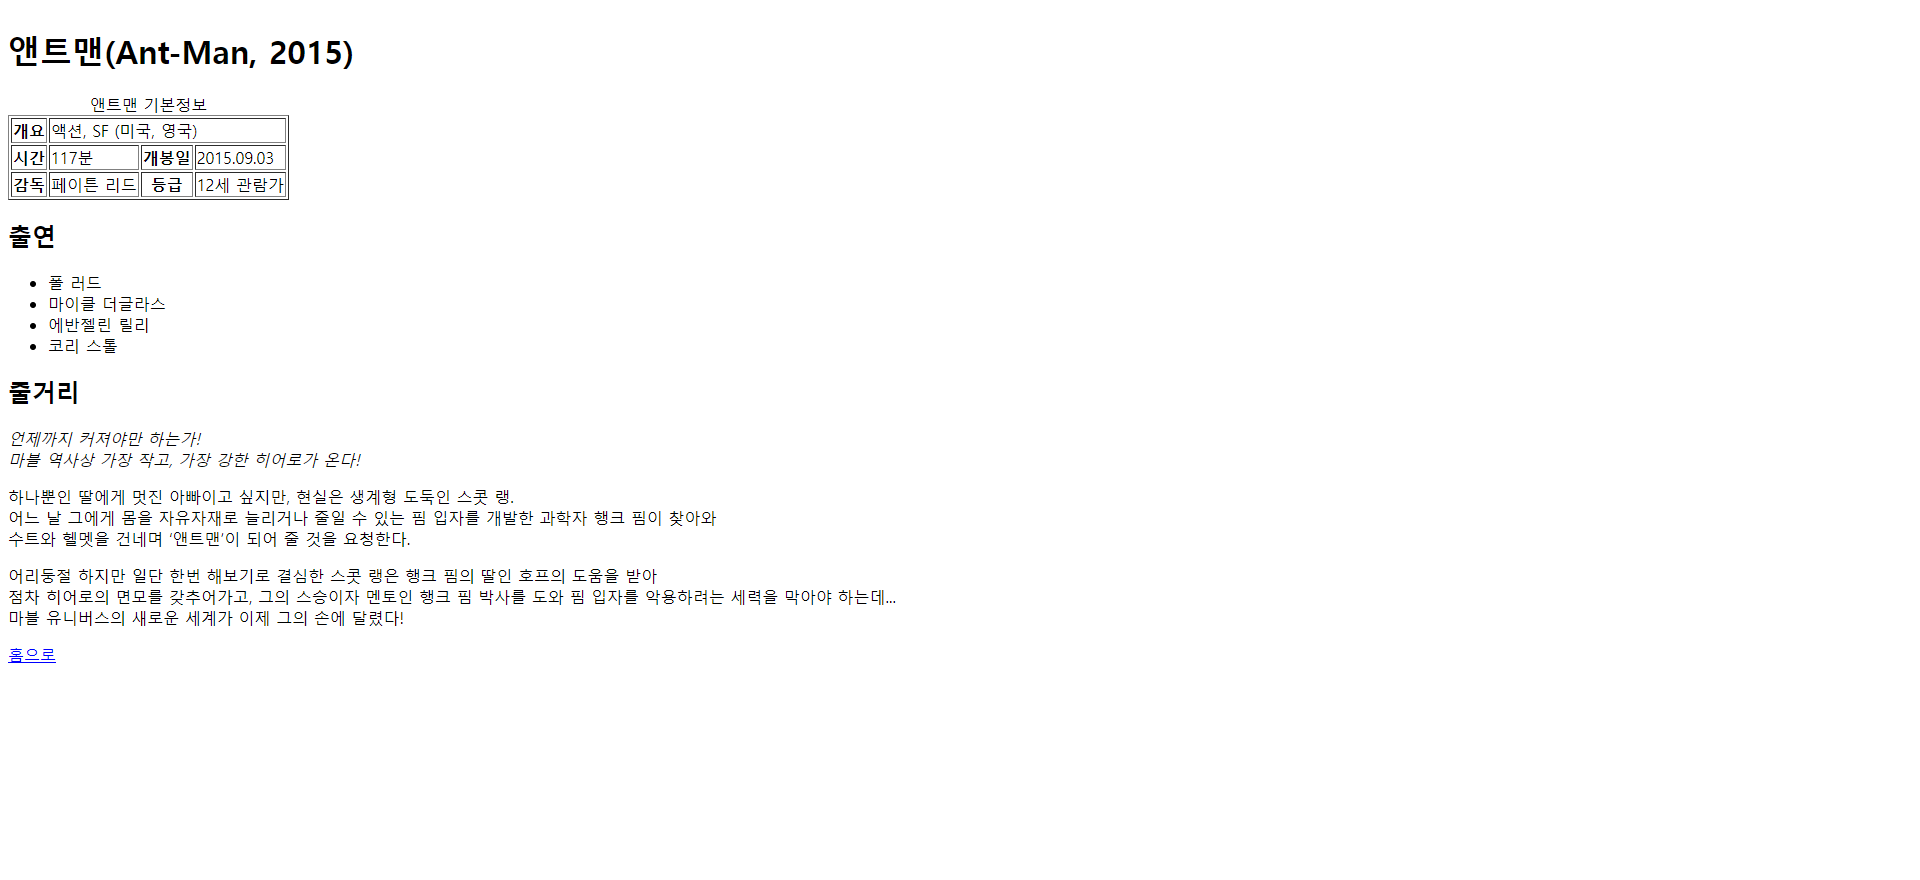 앤트맨(Ant-Man, 2015)
앤트맨 기본정보
개요 액션, SF (미국, 영국)
시간 117분 개봉일 2015.09.03
감독 페이튼 리드 등급 12세 관람가
출연
폴 러드
마이클 더글라스
에반젤린 릴리
코리 스톨
줄거리
언제까지 커져야만 하는가!
마블 역사상 가장 작고, 가장 강한 히어로가 온다!
하나뿐인 딸에게 멋진 아빠이고 싶지만, 현실은 생계형 도둑인 스콧 랭.
어느 날 그에게 몸을 자유자재로 늘리거나 줄일 수 있는 핌 입자를 개발한 과학자 행크 핌이 찾아와
수트와 헬멧을 건네며 ‘앤트맨’이 되어 줄 것을 요청한다.
어리둥절 하지만 일단 한번 해보기로 결심한 스콧 랭은 행크 핌의 딸인 호프의 도움을 받아
점차 히어로의 면모를 갖추어가고, 그의 스승이자 멘토인 행크 핌 박사를 도와 핌 입자를 악용하려는 세력을 막아야 하는데...
마블 유니버스의 새로운 세계가 이제 그의 손에 달렸다!
홈으로